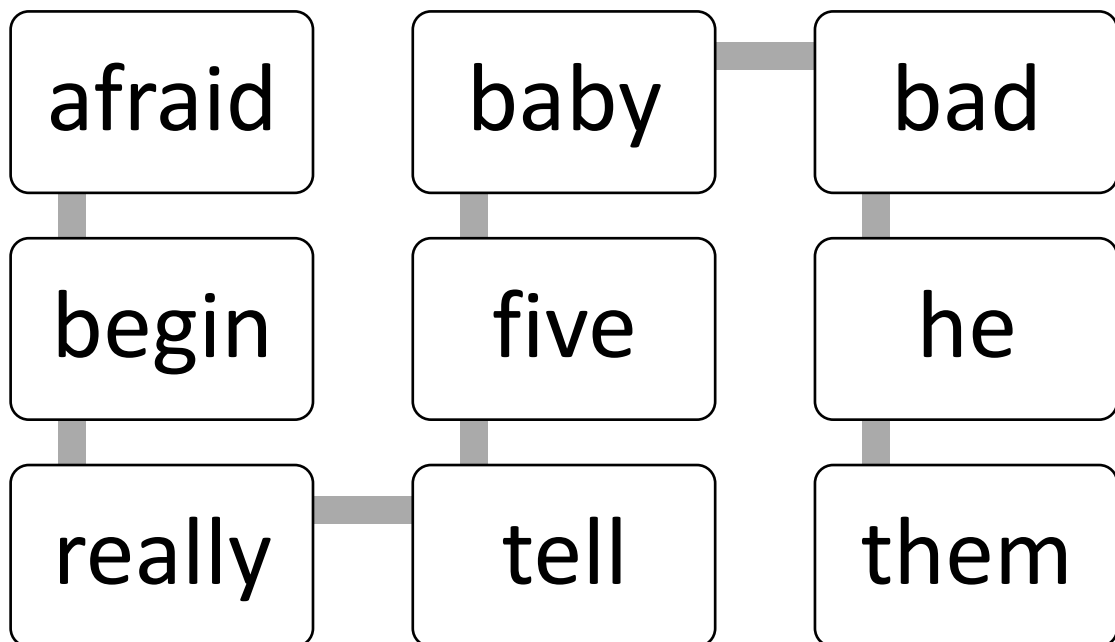 afraid
baby
bad
begin
five
he
really
tell
them